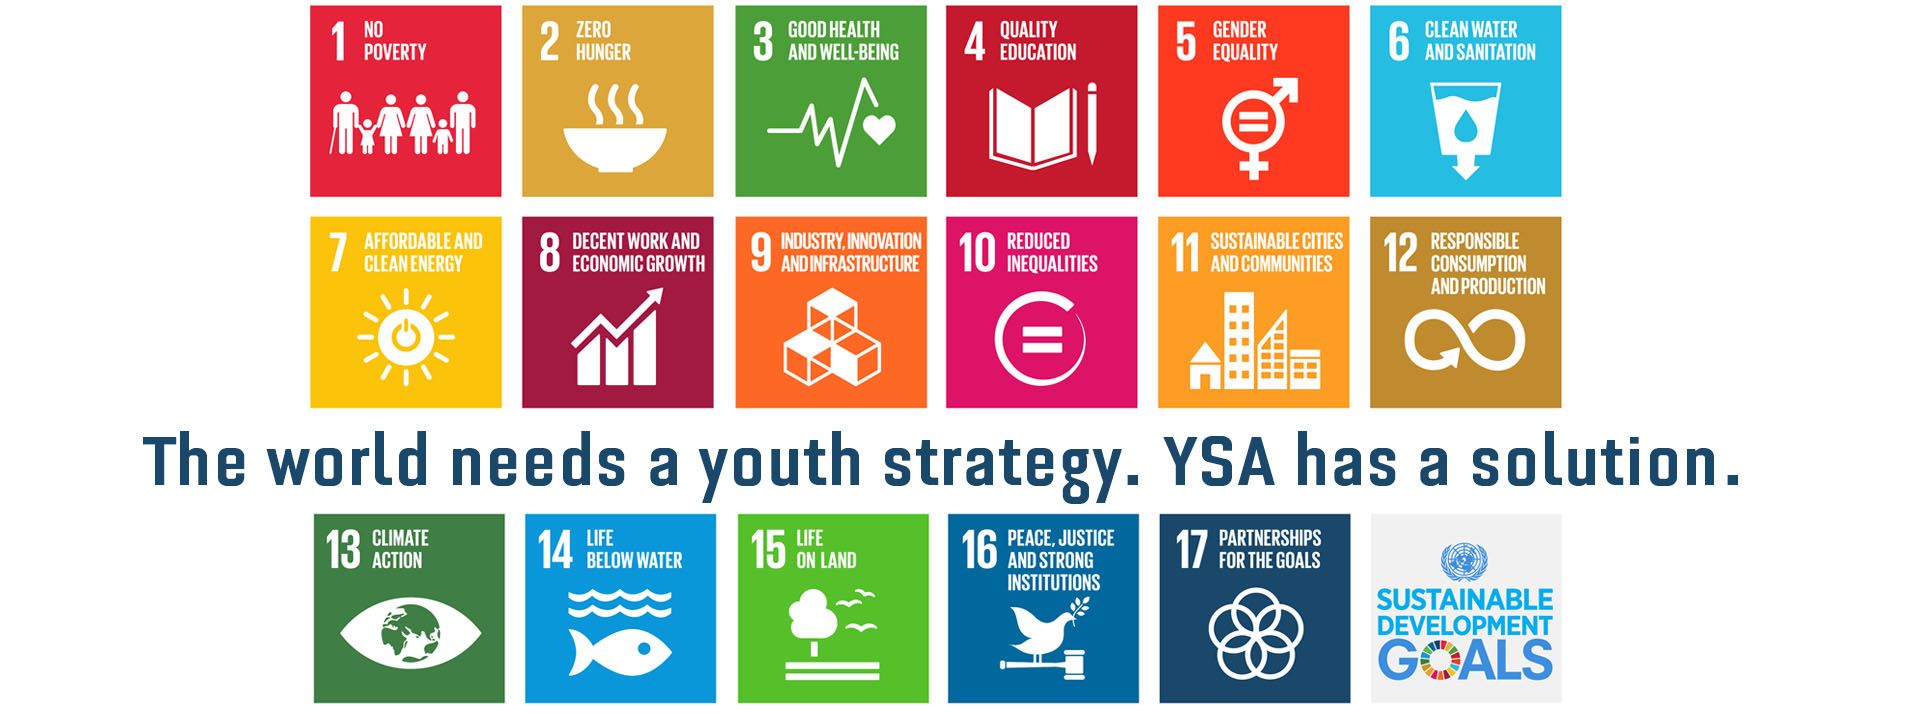 1 NO
POVERTY
2 ZERO
HUNGER
3 GOOD HEALTH
AND WELL-BEING
4 QUALITY
EDUCATION
5 GENDER
EQUALITY
6 CLEAN WATER
AND SANITATION
7 AFFORDABLE AND
CLEAN ENERGY
8 DECENT WORK AND
ECONOMIC GROWTH
9 INDUSTRY, INNOVATION
AND INFRASTRUCTURE
10 REDUCED
INEQUALITIES
11 SUSTAINABLE CITIES
AND COMMUNITIES
12 RESPONSIBLE
CONSUMPTION
AND PRODUCTION
The world needs a youth strategy. YSA has a solution.
13 CLIMATE
ACTION
14 LIFE
BELOW WATER
15 LIFE
ON LAND
16 PEACE, JUSTICE
AND STRONG
INSTITUTIONS
17 PARTNERSHIPS
FOR THE GOALS
SUSTAINABLE
DEVELOPMENT
GOALS